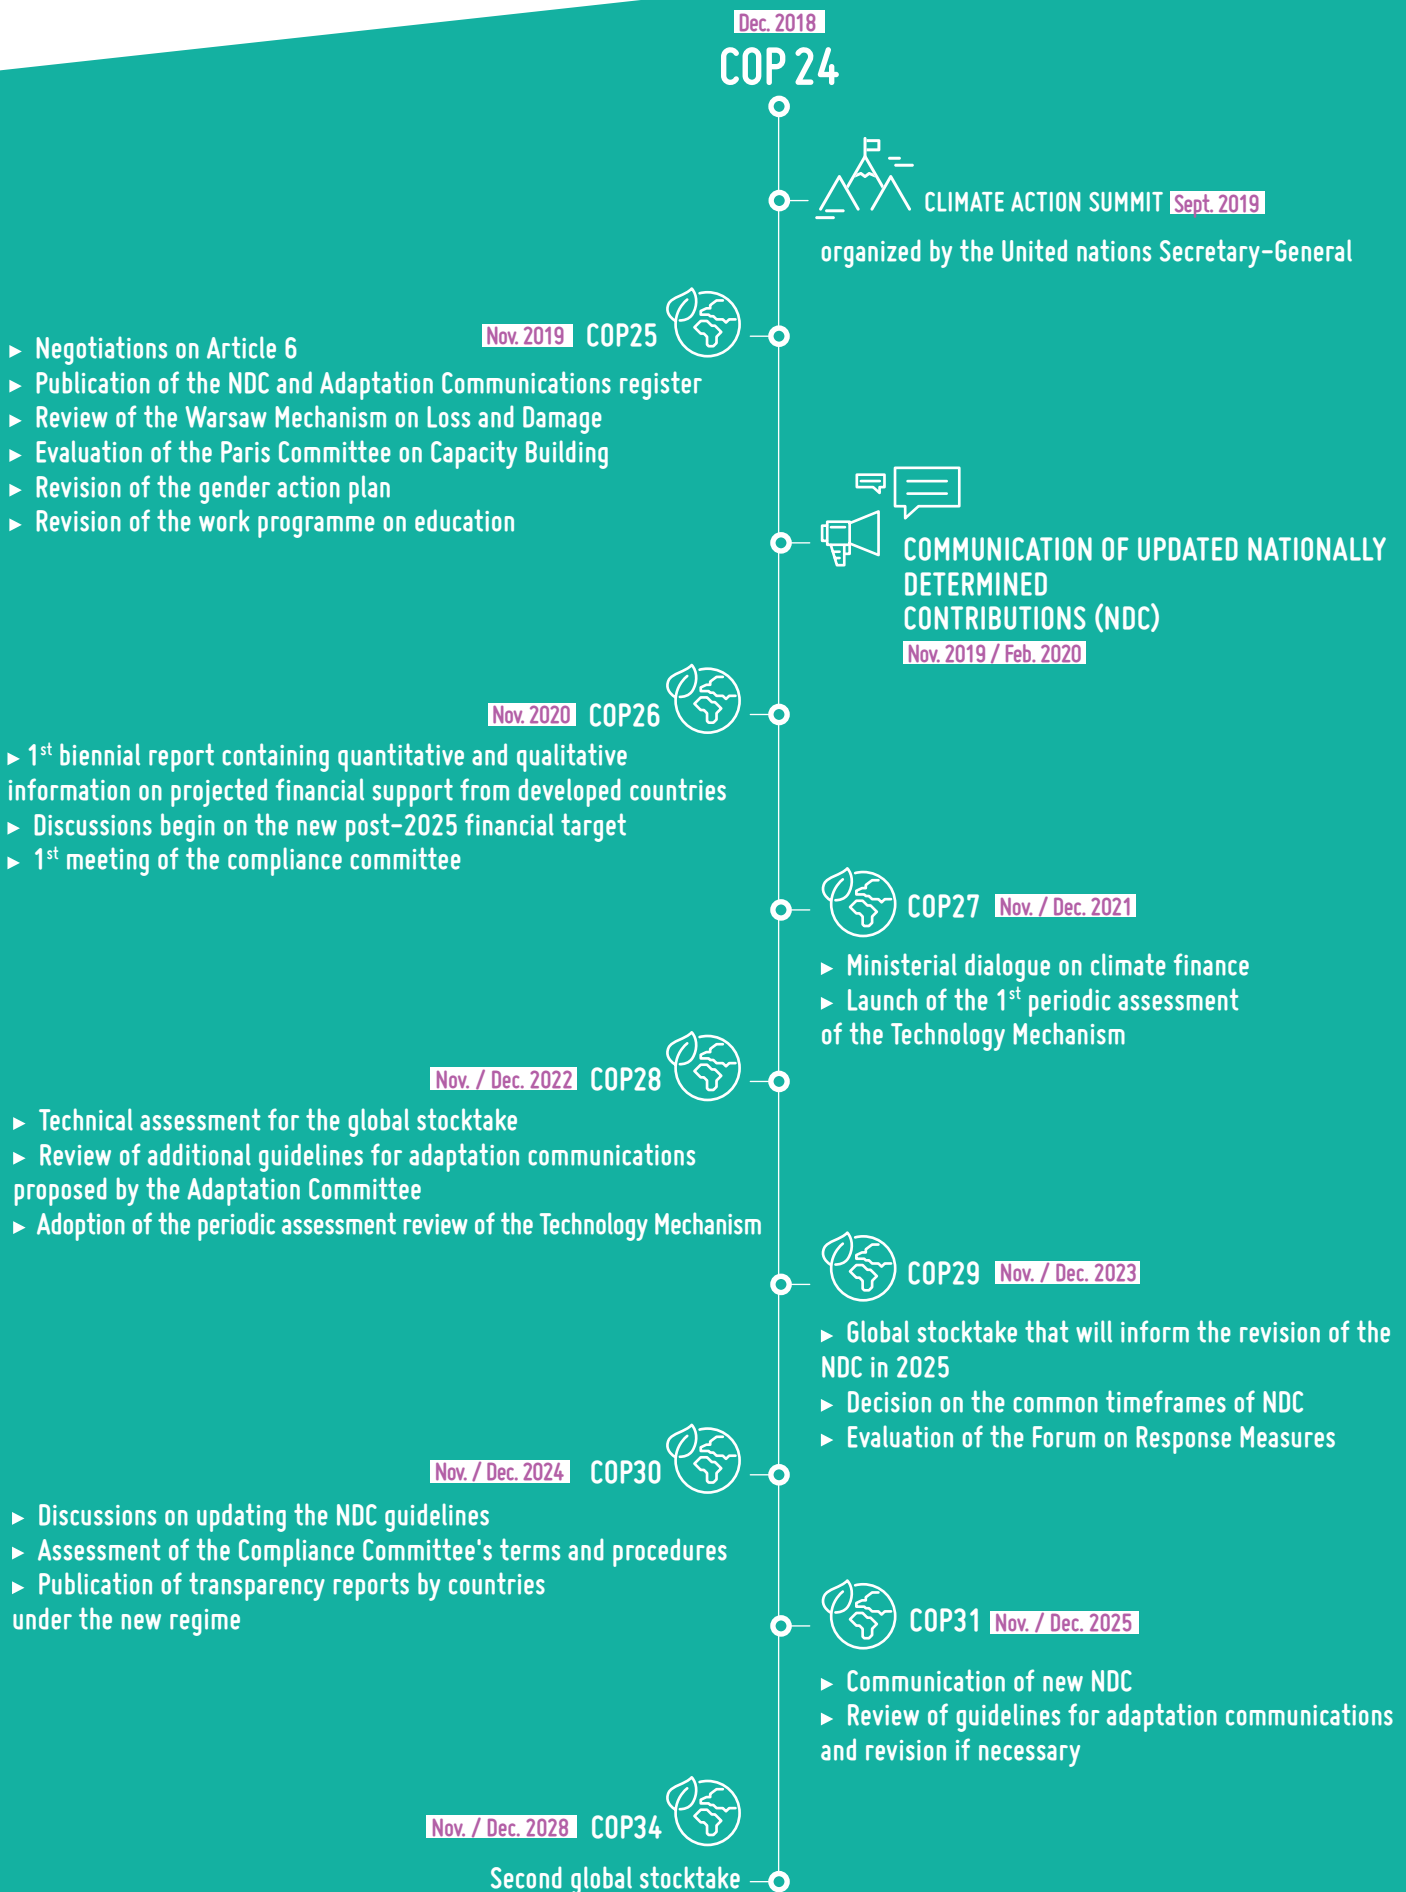 Dec. 2018
COP 24
CLIMATE ACTION SUMMIT Sept. 2019
organized by the United nations Secretary-General
Nov. 2019 COP25
► Negotiations on Article 6
► Publication of the NDC and Adaptation Communications register
► Review of the Warsaw Mechanism on Loss and Damage
► Evaluation of the Paris Committee on Capacity Building
► Revision of the gender action plan
► Revision of the work programme on education
COMMUNICATION OF UPDATED NATIONALLY
DETERMINED
CONTRIBUTIONS (NDC)
Nov. 2019 / Feb. 2020
Nov. 2020 COP26
► 1st biennial report containing quantitative and qualitative
information on projected financial support from developed countries
► Discussions begin on the new post-2025 financial target
► 1st meeting of the compliance committee
COP27 Nov. / Dec. 2021
► Ministerial dialogue on climate finance
► Launch of the 1st periodic assessment
of the Technology Mechanism
Nov. / Dec. 2022 COP28
► Technical assessment for the global stocktake
► Review of additional guidelines for adaptation communications
proposed by the Adaptation Committee
► Adoption of the periodic assessment review of the Technology Mechanism
COP29 Nov. / Dec. 2023
► Global stocktake that will inform the revision of the
NDC in 2025
► Decision on the common timeframes of NDC
► Evaluation of the Forum on Response Measures
Nov. / Dec. 2024 COP30
► Discussions on updating the NDC guidelines
► Assessment of the Compliance Committee's terms and procedures
► Publication of transparency reports by countries
under the new regime
COP31 Nov. / Dec. 2025
► Communication of new NDC
► Review of guidelines for adaptation communications
and revision if necessary
Nov. / Dec. 2028 COP34
Second global stocktake